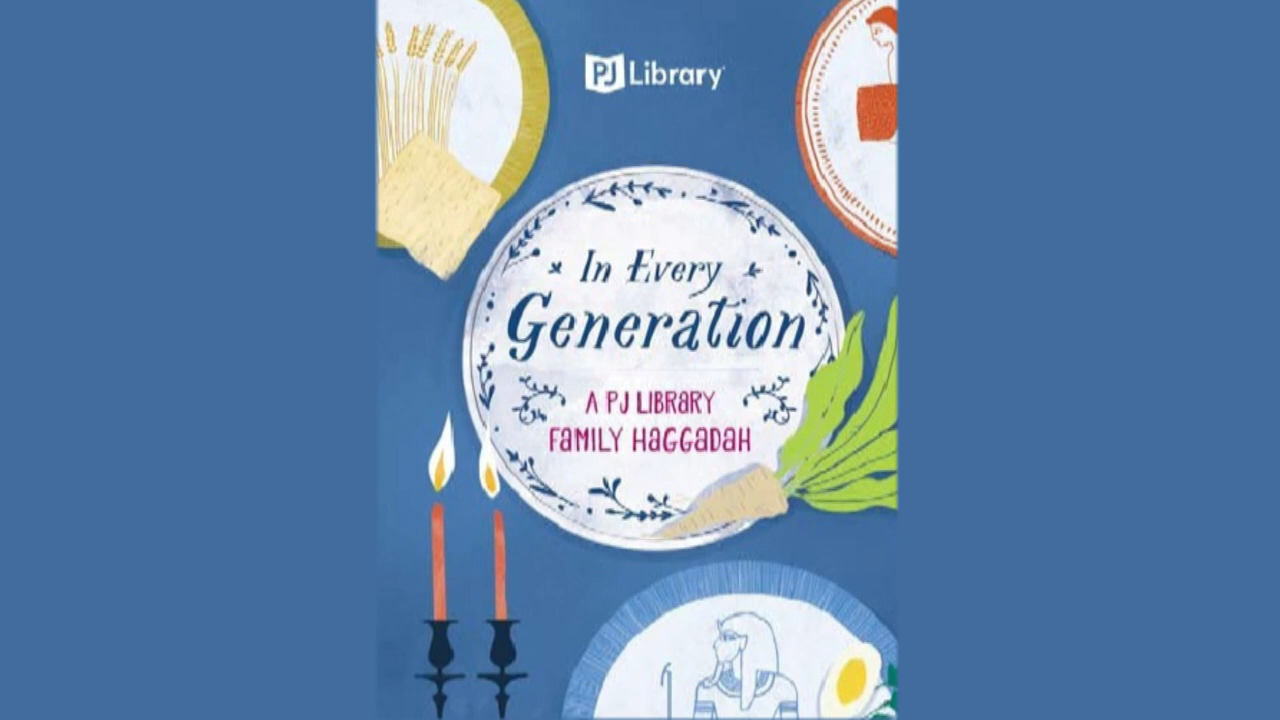 PJ Library
In Every
Generation
A PJ LIBRARY
FAMILY HAGGADAH